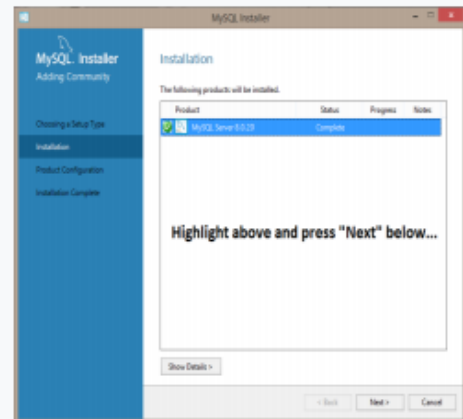 MySQL Installer
MySQL. Installer
Adding Community
Choosing a Setup Type
Installation
Product Configuration
Installation Complete
Installation
The following products will be installed.
Product Status Progress Notes
MySQL Server 8.0.23 Complete
Highlight above and press "Next" below...
Show Details >
< Back Next > Cancel